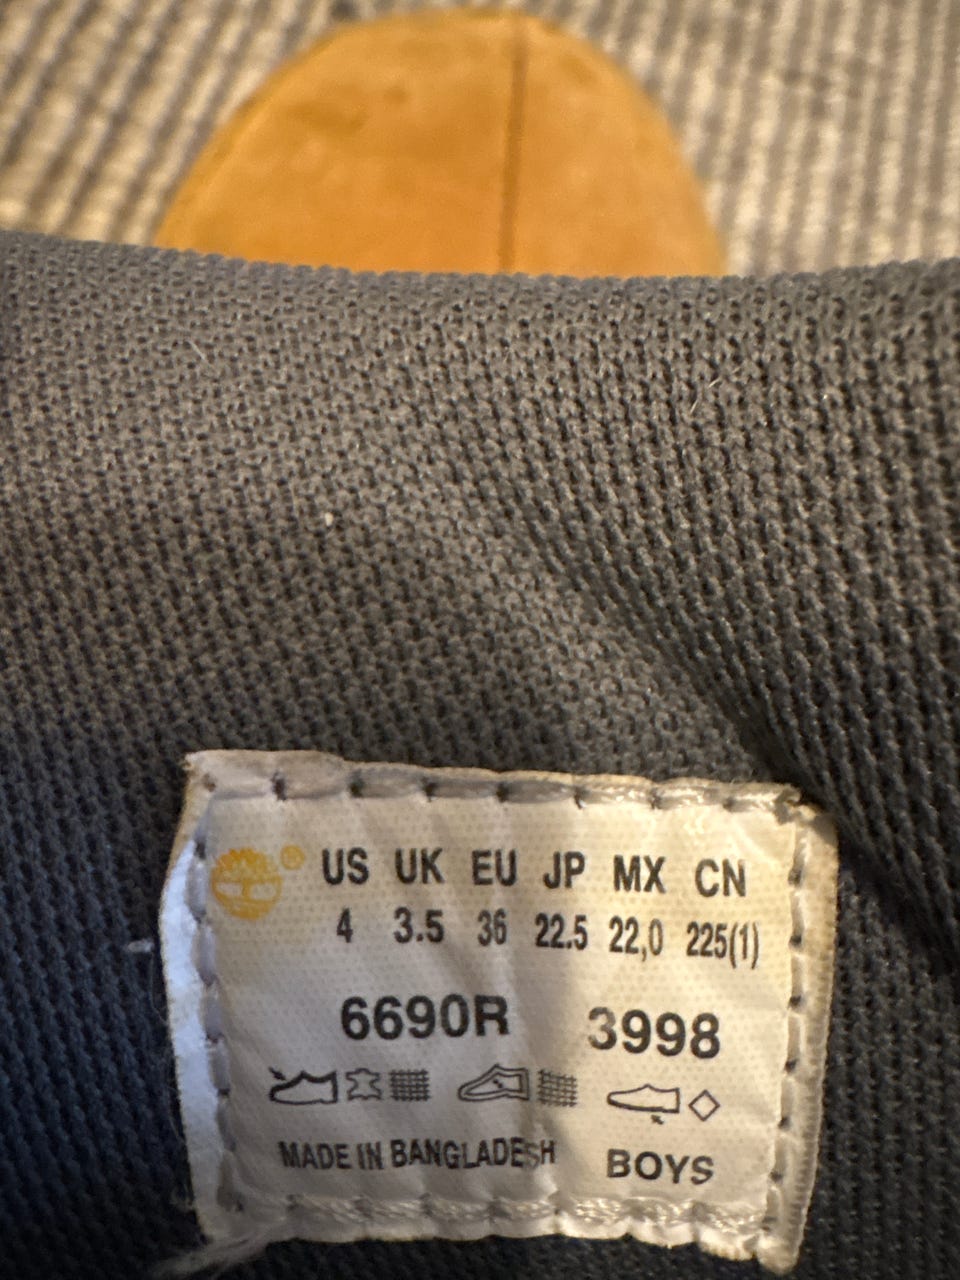 ® US UK EU JP MX CN
4 3.5 36 22.5 22,0 225(1)
6690R 3998
MADE IN BANGLADESH BOYS